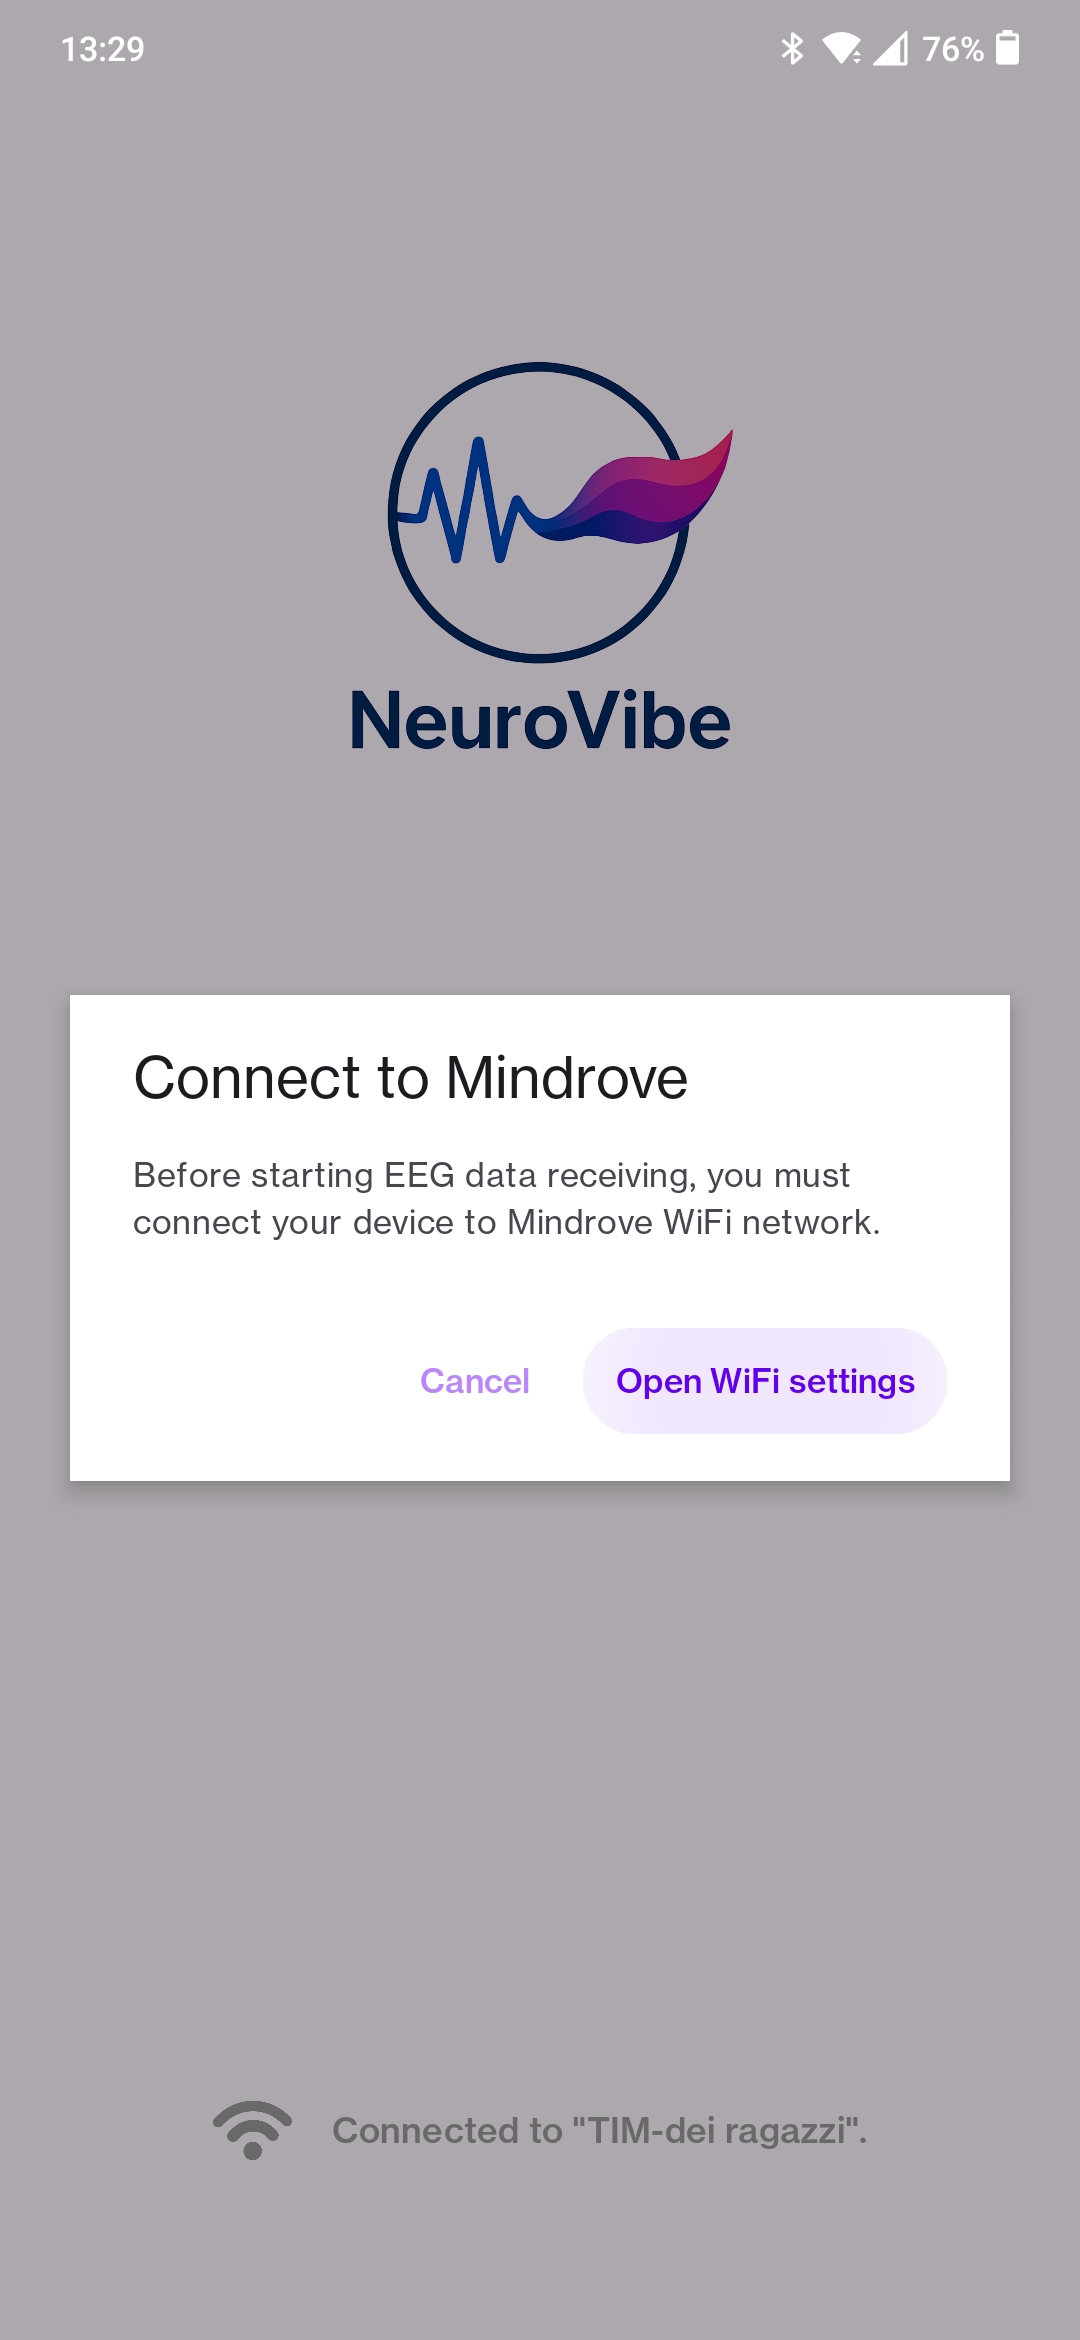 13:29
76%
NeuroVibe
Connect to Mindrove
Before starting EEG data receiving, you must
connect your device to Mindrove WiFi network.
Cancel
Open WiFi settings
Connected to "TIM-dei ragazzi".